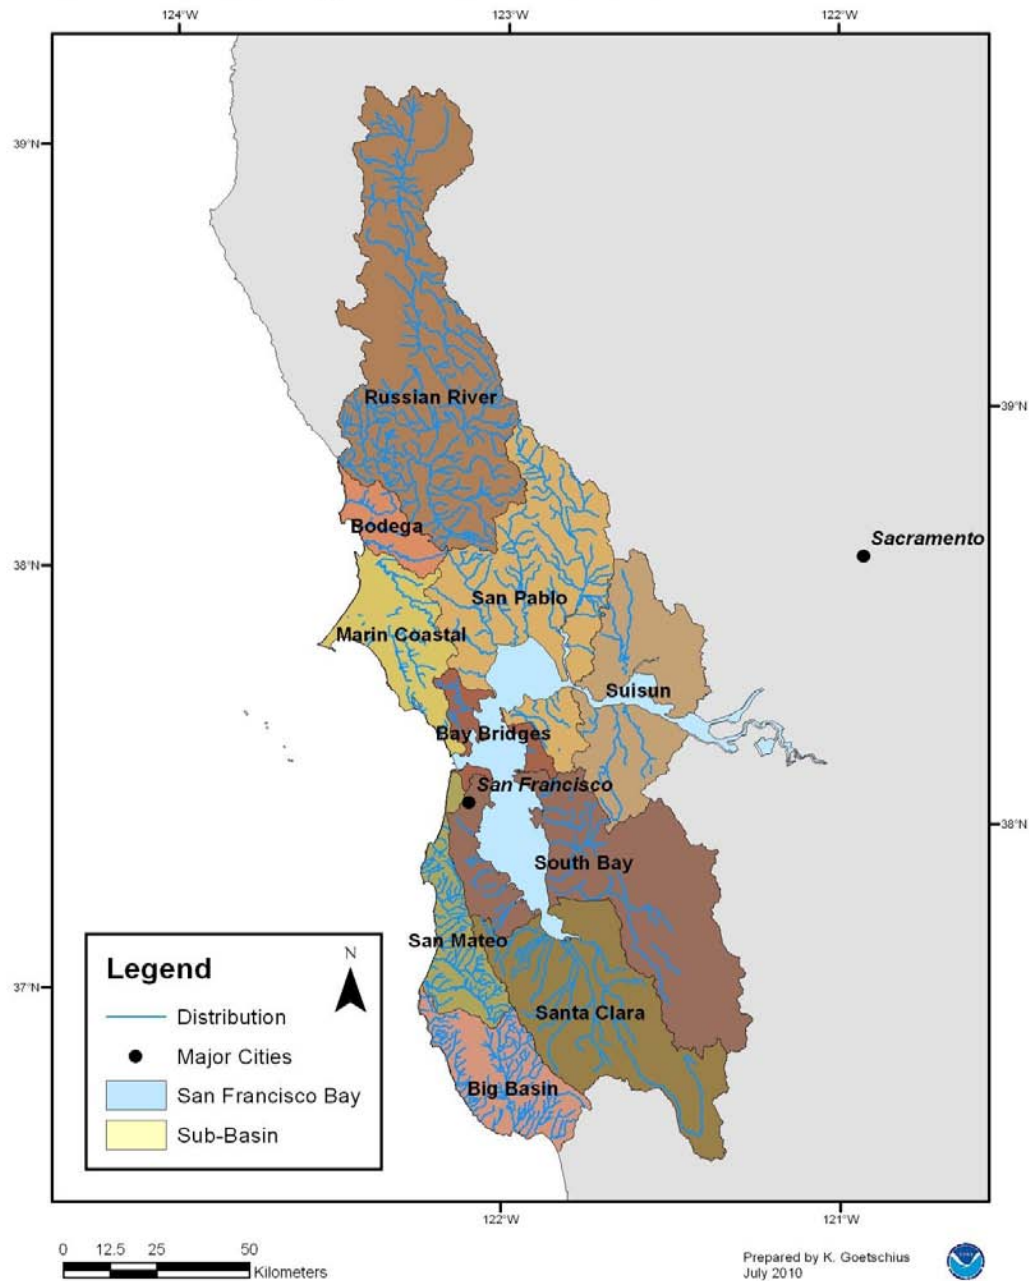 124°W 123°W 122°W
39°N
Russian River
39°N
Bodega
Sacramento
38°N
San Pablo
Marin Coastal
Suisun
Bay Bridges
San Francisco
38°N
South Bay
San Mateo
Legend
N
37°N
Santa Clara
Distribution
Major Cities
Big Basin
San Francisco Bay
Sub-Basin
122°W 121°W
0 12.5 25 50
Kilometers
Prepared by K. Goetschius
July 2010